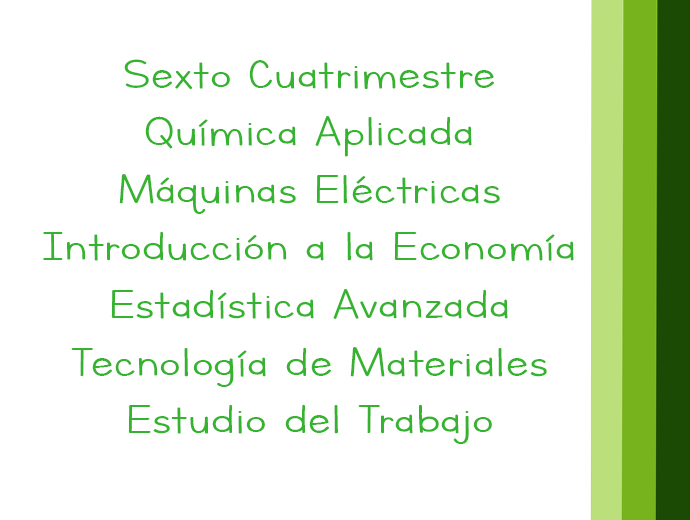 Sexto Cuatrimestre
Química Aplicada
Máquinas Eléctricas
Introducción a la Economía
Estadística Avanzada
Tecnología de Materiales
Estudio del Trabajo